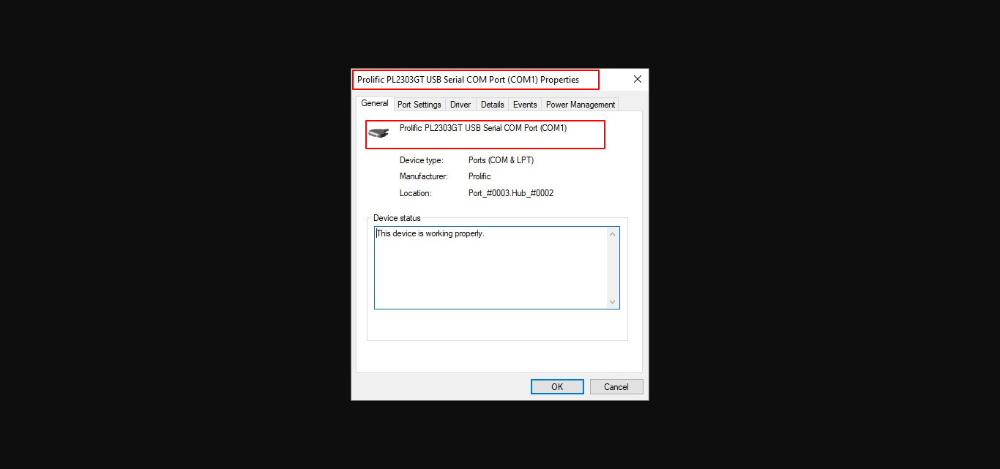 Prolific PL2303GT USB Serial COM Port (COM1) Properties
General Port Settings Driver Details Events Power Management
Prolific PL2303GT USB Serial COM Port (COM1)
Device type: Ports (COM & LPT)
Manufacturer: Prolific
Location: Port_#0003.Hub_#0002
Device status
This device is working properly.
OK Cancel